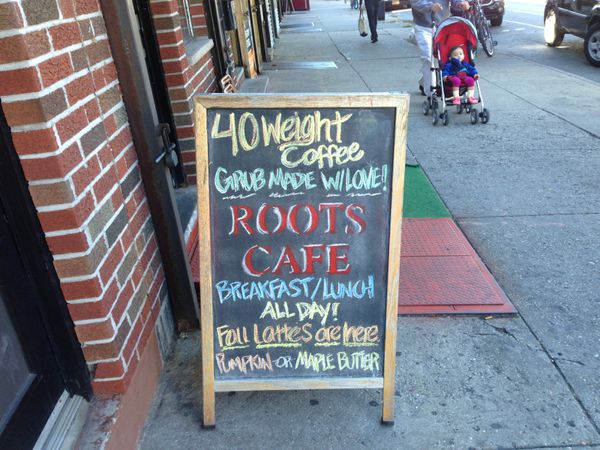 40 Weight
Coffee
GRUB MADE W/LOVE!
ROOTS
CAFE
BREAKFAST/LUNCH
ALL DAY!
Fall Lattes are here.
PUMPKIN OR MAPLE BUTTER